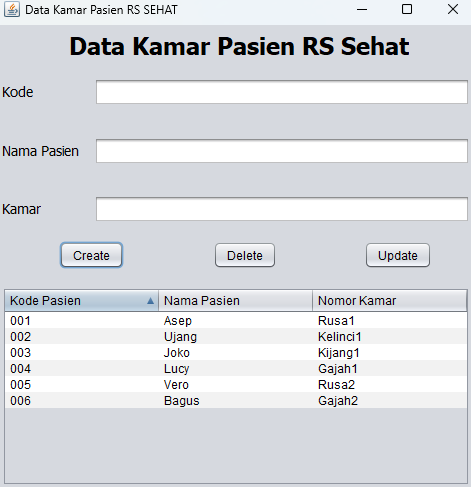 Data Kamar Pasien RS SEHAT
Data Kamar Pasien RS Sehat
Kode
Nama Pasien
Kamar
Create Delete Update
Kode Pasien Nama Pasien Nomor Kamar
001 Asep Rusa1
002 Ujang Kelinci1
003 Joko Kijang1
004 Lucy Gajah1
005 Vero Rusa2
006 Bagus Gajah2